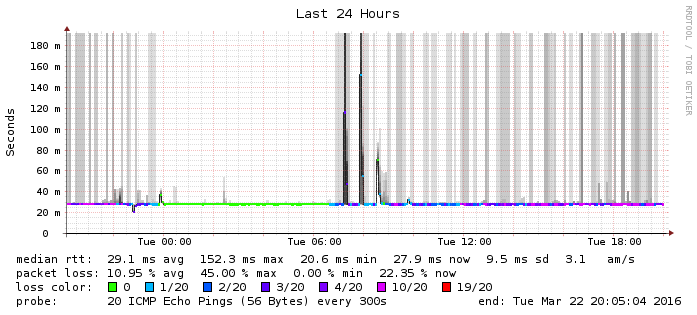 Last 24 Hours
RRDTOOL / TOBI OETIKER
Seconds
180 m
160 m
140 m
120 m
100 m
80 m
60 m
40 m
20 m
0
Tue 00:00 Tue 06:00 Tue 12:00 Tue 18:00
median rtt: 29.1 ms avg 152.3 ms max 20.6 ms min 27.9 ms now 9.5 ms sd 3.1 am/s
packet loss: 10.95 % avg 45.00 % max 0.00 % min 22.35 % now
loss color: 0 1/20 2/20 3/20 4/20 10/20 19/20
probe: 20 ICMP Echo Pings (56 Bytes) every 300s end: Tue Mar 22 20:05:04 2016